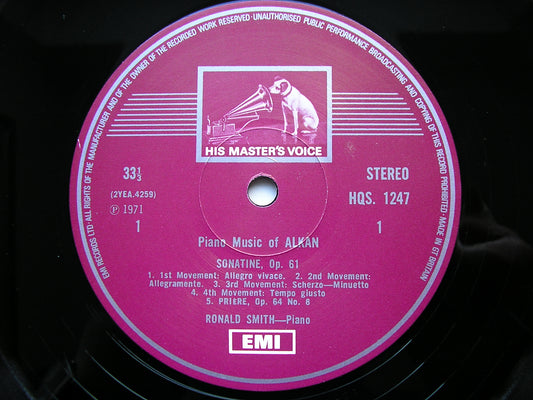 EMI RECORDS LTD ALL RIGHTS OF THE MANUFACTURER AND OF THE OWNER OF THE RECORDED WORK RESERVED · UNAUTHORISED PUBLIC PERFORMANCE BROADCASTING AND COPYING OF THIS RECORD PROHIBITED · MADE IN GT BRITAIN
HIS MASTER'S VOICE
33⅓
STEREO
(2YEA.4259)
HQS. 1247
℗ 1971
1
1
Piano Music of ALKAN
SONATINE, Op. 61
1. 1st Movement: Allegro vivace. 2. 2nd Movement:
Allegramente. 3. 3rd Movement: Scherzo—Minuetto
4. 4th Movement: Tempo giusto
5. PRIÈRE, Op. 64 No. 8
RONALD SMITH—Piano
EMI